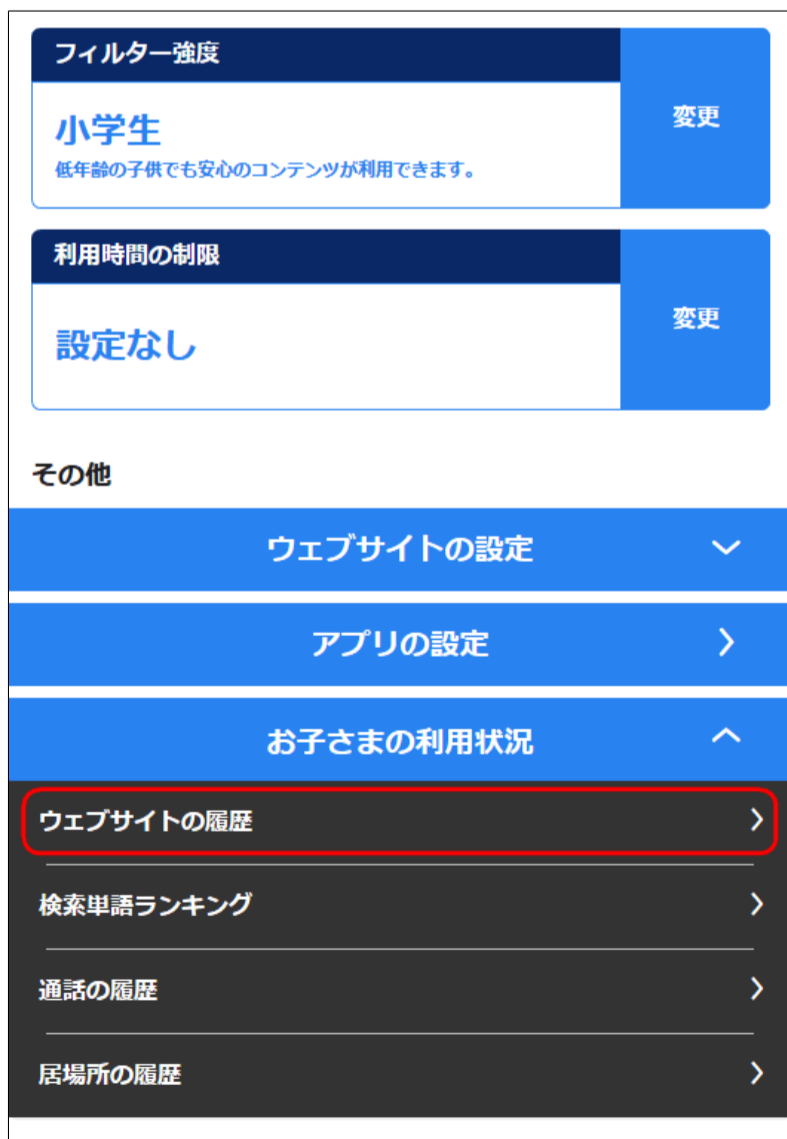 フィルター強度
変更
小学生
低年齢の子供でも安心のコンテンツが利用できます。
利用時間の制限
変更
設定なし
その他
ウェブサイトの設定
アプリの設定
お子さまの利用状況
ウェブサイトの履歴
検索単語ランキング
通話の履歴
居場所の履歴